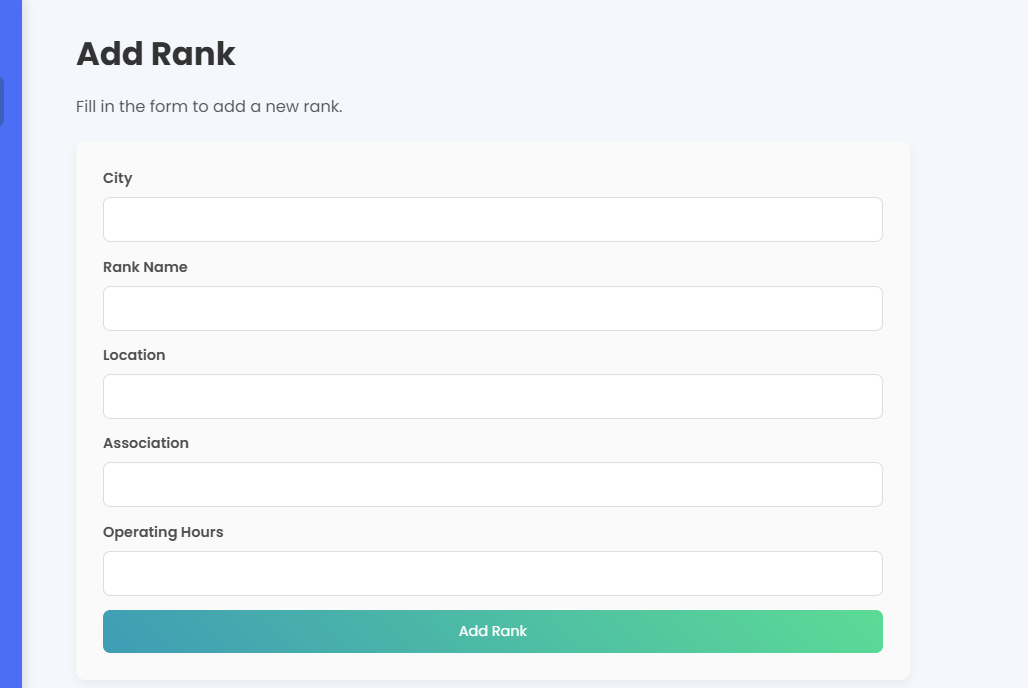 Add Rank
Fill in the form to add a new rank.
City
Rank Name
Location
Association
Operating Hours
Add Rank